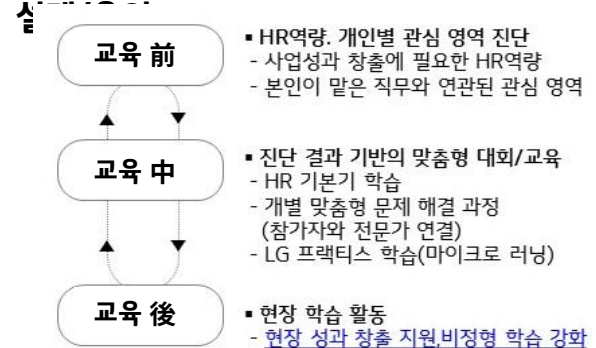 교육 前
▪ HR역량. 개인별 관심 영역 진단
- 사업성과 창출에 필요한 HR역량
- 본인이 맡은 직무와 연관된 관심 영역
교육 中
▪ 진단 결과 기반의 맞춤형 대회/교육
- HR 기본기 학습
- 개별 맞춤형 문제 해결 과정
(참가자와 전문가 연결)
- LG 프랙티스 학습(마이크로 러닝)
교육 後
▪ 현장 학습 활동
- 현장 성과 창출 지원,비정형 학습 강화